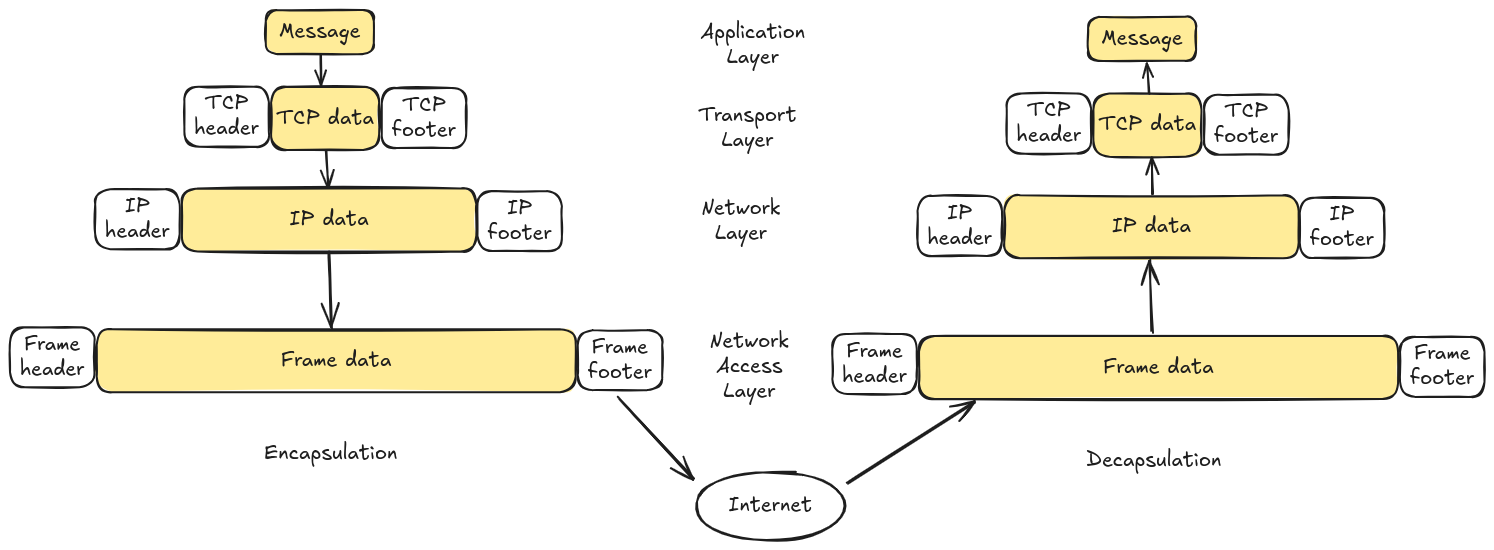 Message
Application
Layer
Message
TCP
header
TCP data
TCP
footer
Transport
Layer
TCP
header
TCP data
TCP
footer
IP
header
IP data
IP
footer
Network
Layer
IP
header
IP data
IP
footer
Frame
header
Frame data
Frame
footer
Network
Access
Layer
Frame
header
Frame data
Frame
footer
Encapsulation
Decapsulation
Internet